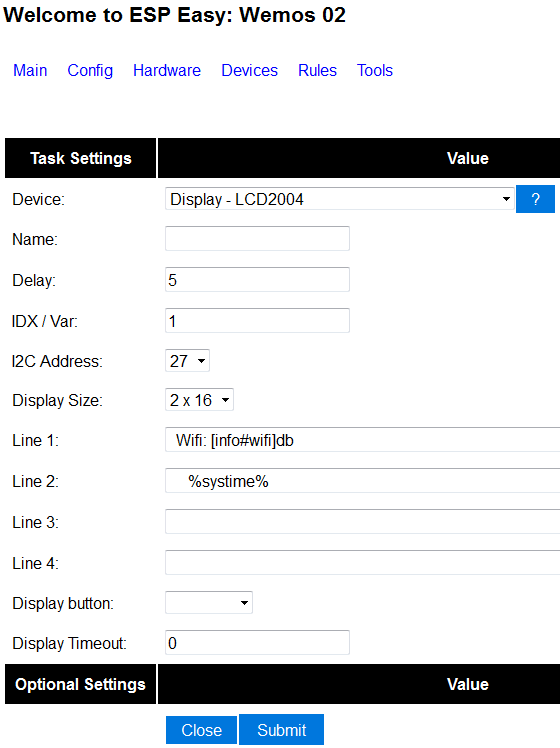 Welcome to ESP Easy: Wemos 02
Main Config Hardware Devices Rules Tools
Task Settings Value
Device: Display - LCD2004 ?
Name:
Delay: 5
IDX / Var: 1
I2C Address: 27
Display Size: 2 x 16
Line 1: Wifi: [info#wifi]db
Line 2: %systime%
Line 3:
Line 4:
Display button:
Display Timeout: 0
Optional Settings Value
Close Submit